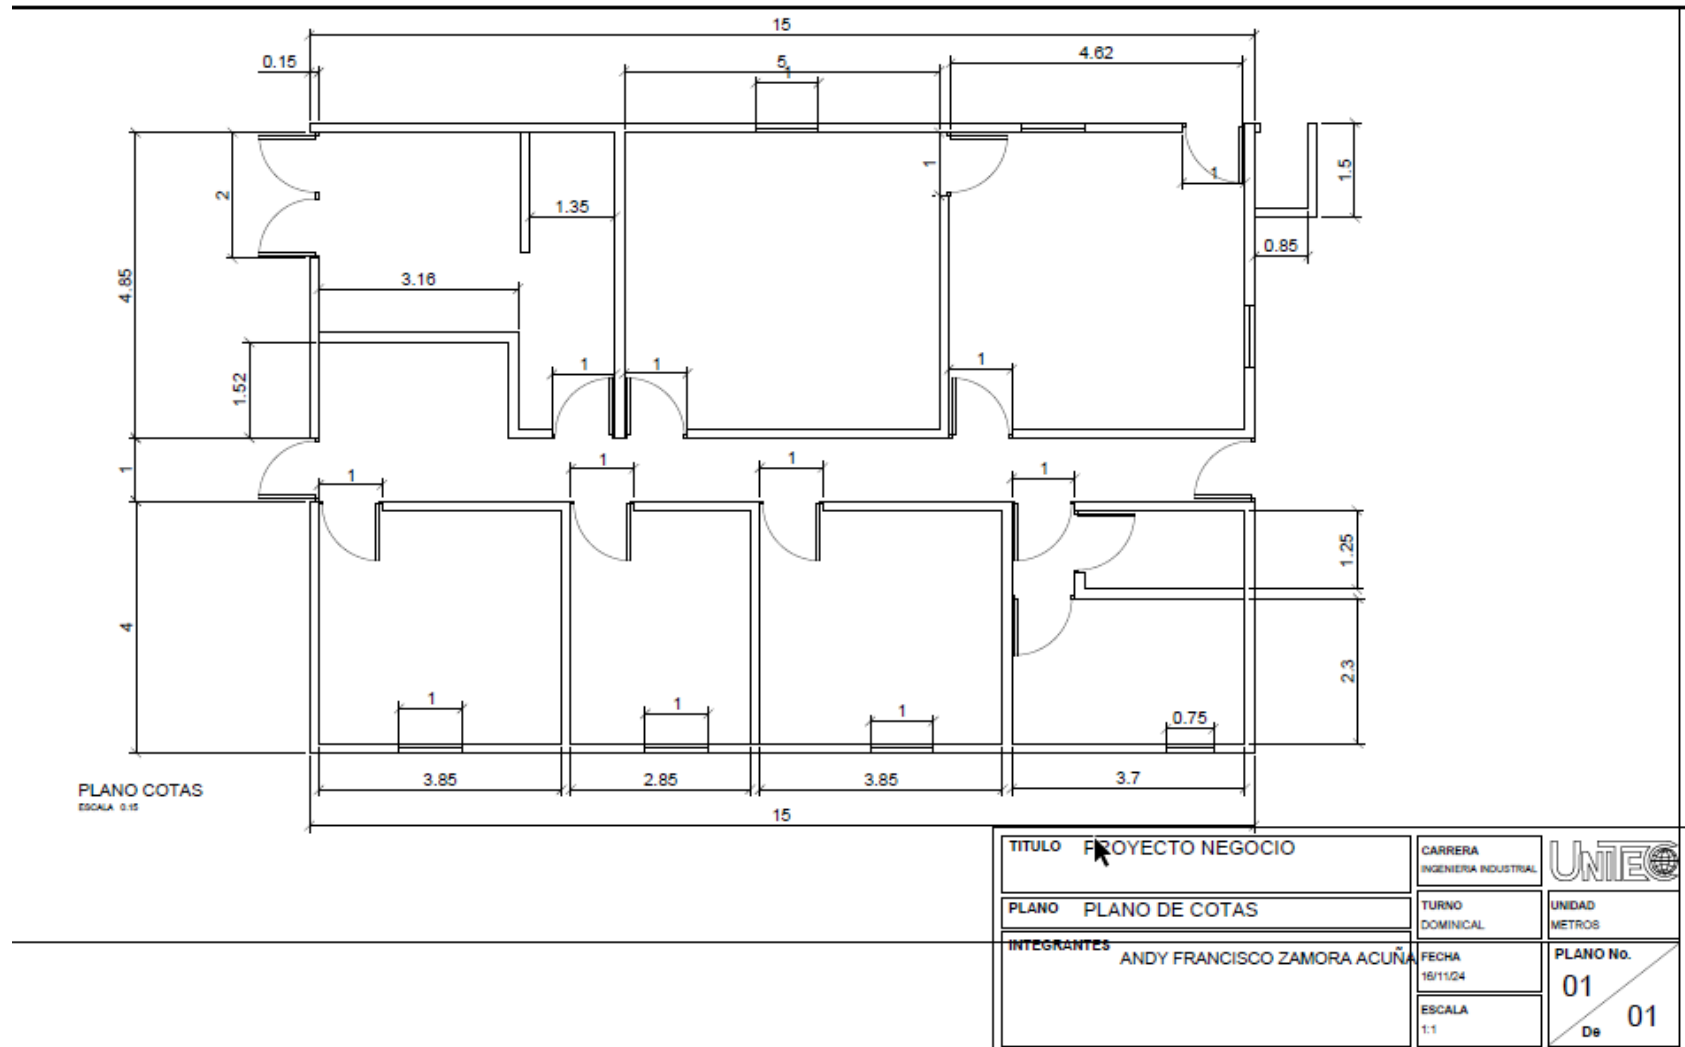 15
0.15
5
1
4.62
2
4.85
1.35
1
1
1.5
0.85
3.16
1.52
1
1
1
1
1
1
1
1
1.25
4
2.3
1
1
1
0.75
3.85
2.85
3.85
3.7
15
PLANO COTAS
ESCALA 0.15
TITULO PROYECTO NEGOCIO
CARRERA
INGENIERIA INDUSTRIAL
UNITEC
PLANO PLANO DE COTAS
TURNO
DOMINICAL
UNIDAD
METROS
INTEGRANTES
ANDY FRANCISCO ZAMORA ACUÑA
FECHA
16/11/24
PLANO No.
01
De 01
ESCALA
1:1